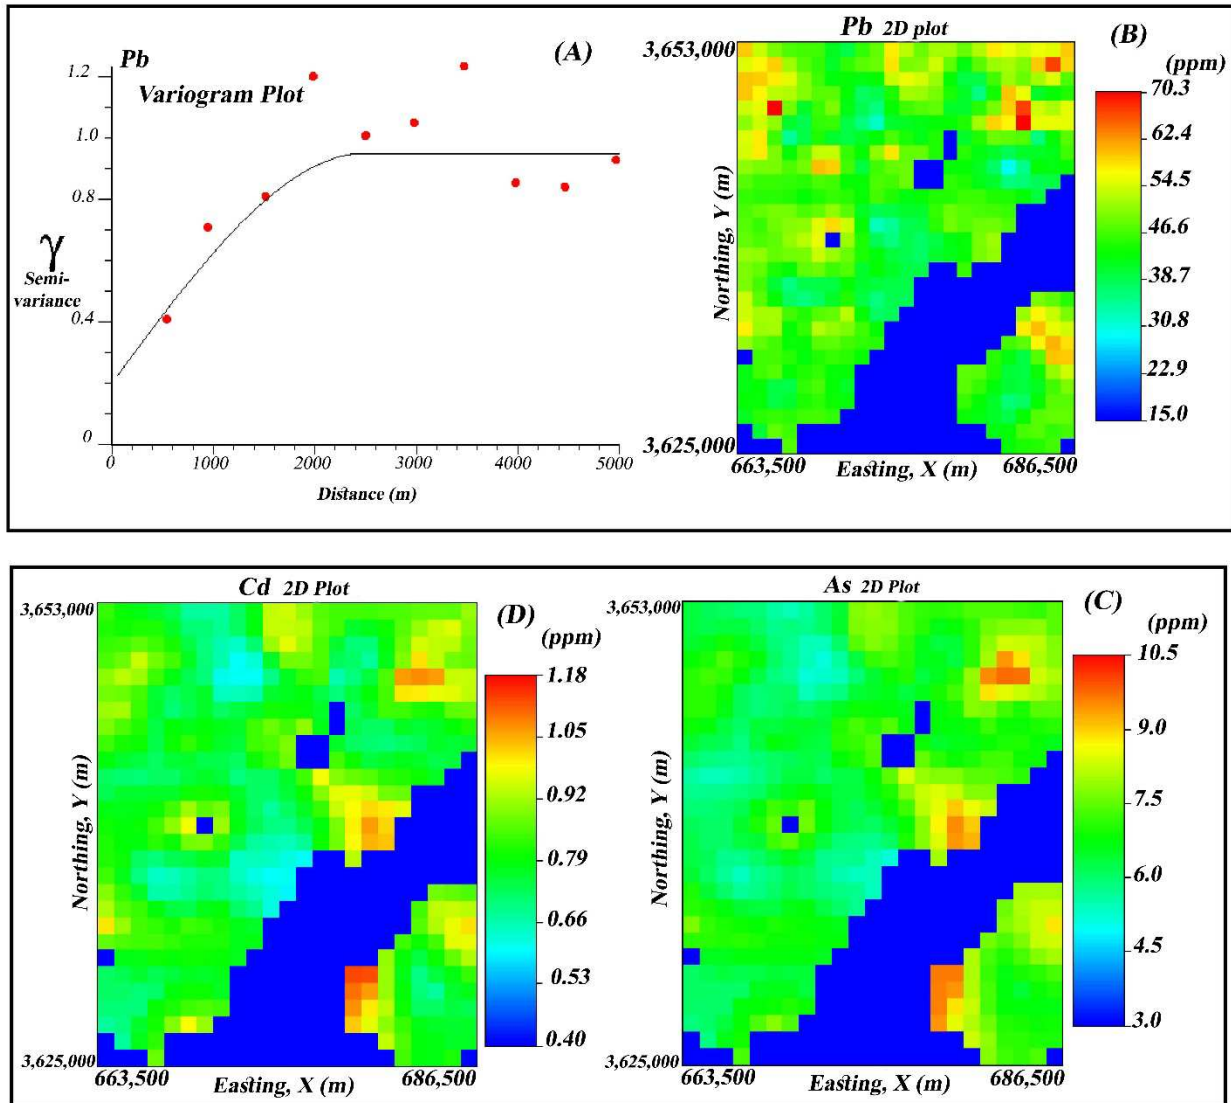 Pb
Variogram Plot
(A)
1.2
1.0
0.8
0.4
0
γ
Semi-
variance
0
1000
2000
3000
4000
5000
Distance (m)
Pb 2D plot
(B)
(ppm)
3,653,000
Northing, Y (m)
3,625,000
663,500
Easting, X (m)
686,500
70.3
62.4
54.5
46.6
38.7
30.8
22.9
15.0
Cd 2D Plot
(D)
(ppm)
3,653,000
Northing, Y (m)
3,625,000
663,500
Easting, X (m)
686,500
1.18
1.05
0.92
0.79
0.66
0.53
0.40
As 2D Plot
(C)
(ppm)
3,653,000
Northing, Y (m)
3,625,000
663,500
Easting, X (m)
686,500
10.5
9.0
7.5
6.0
4.5
3.0